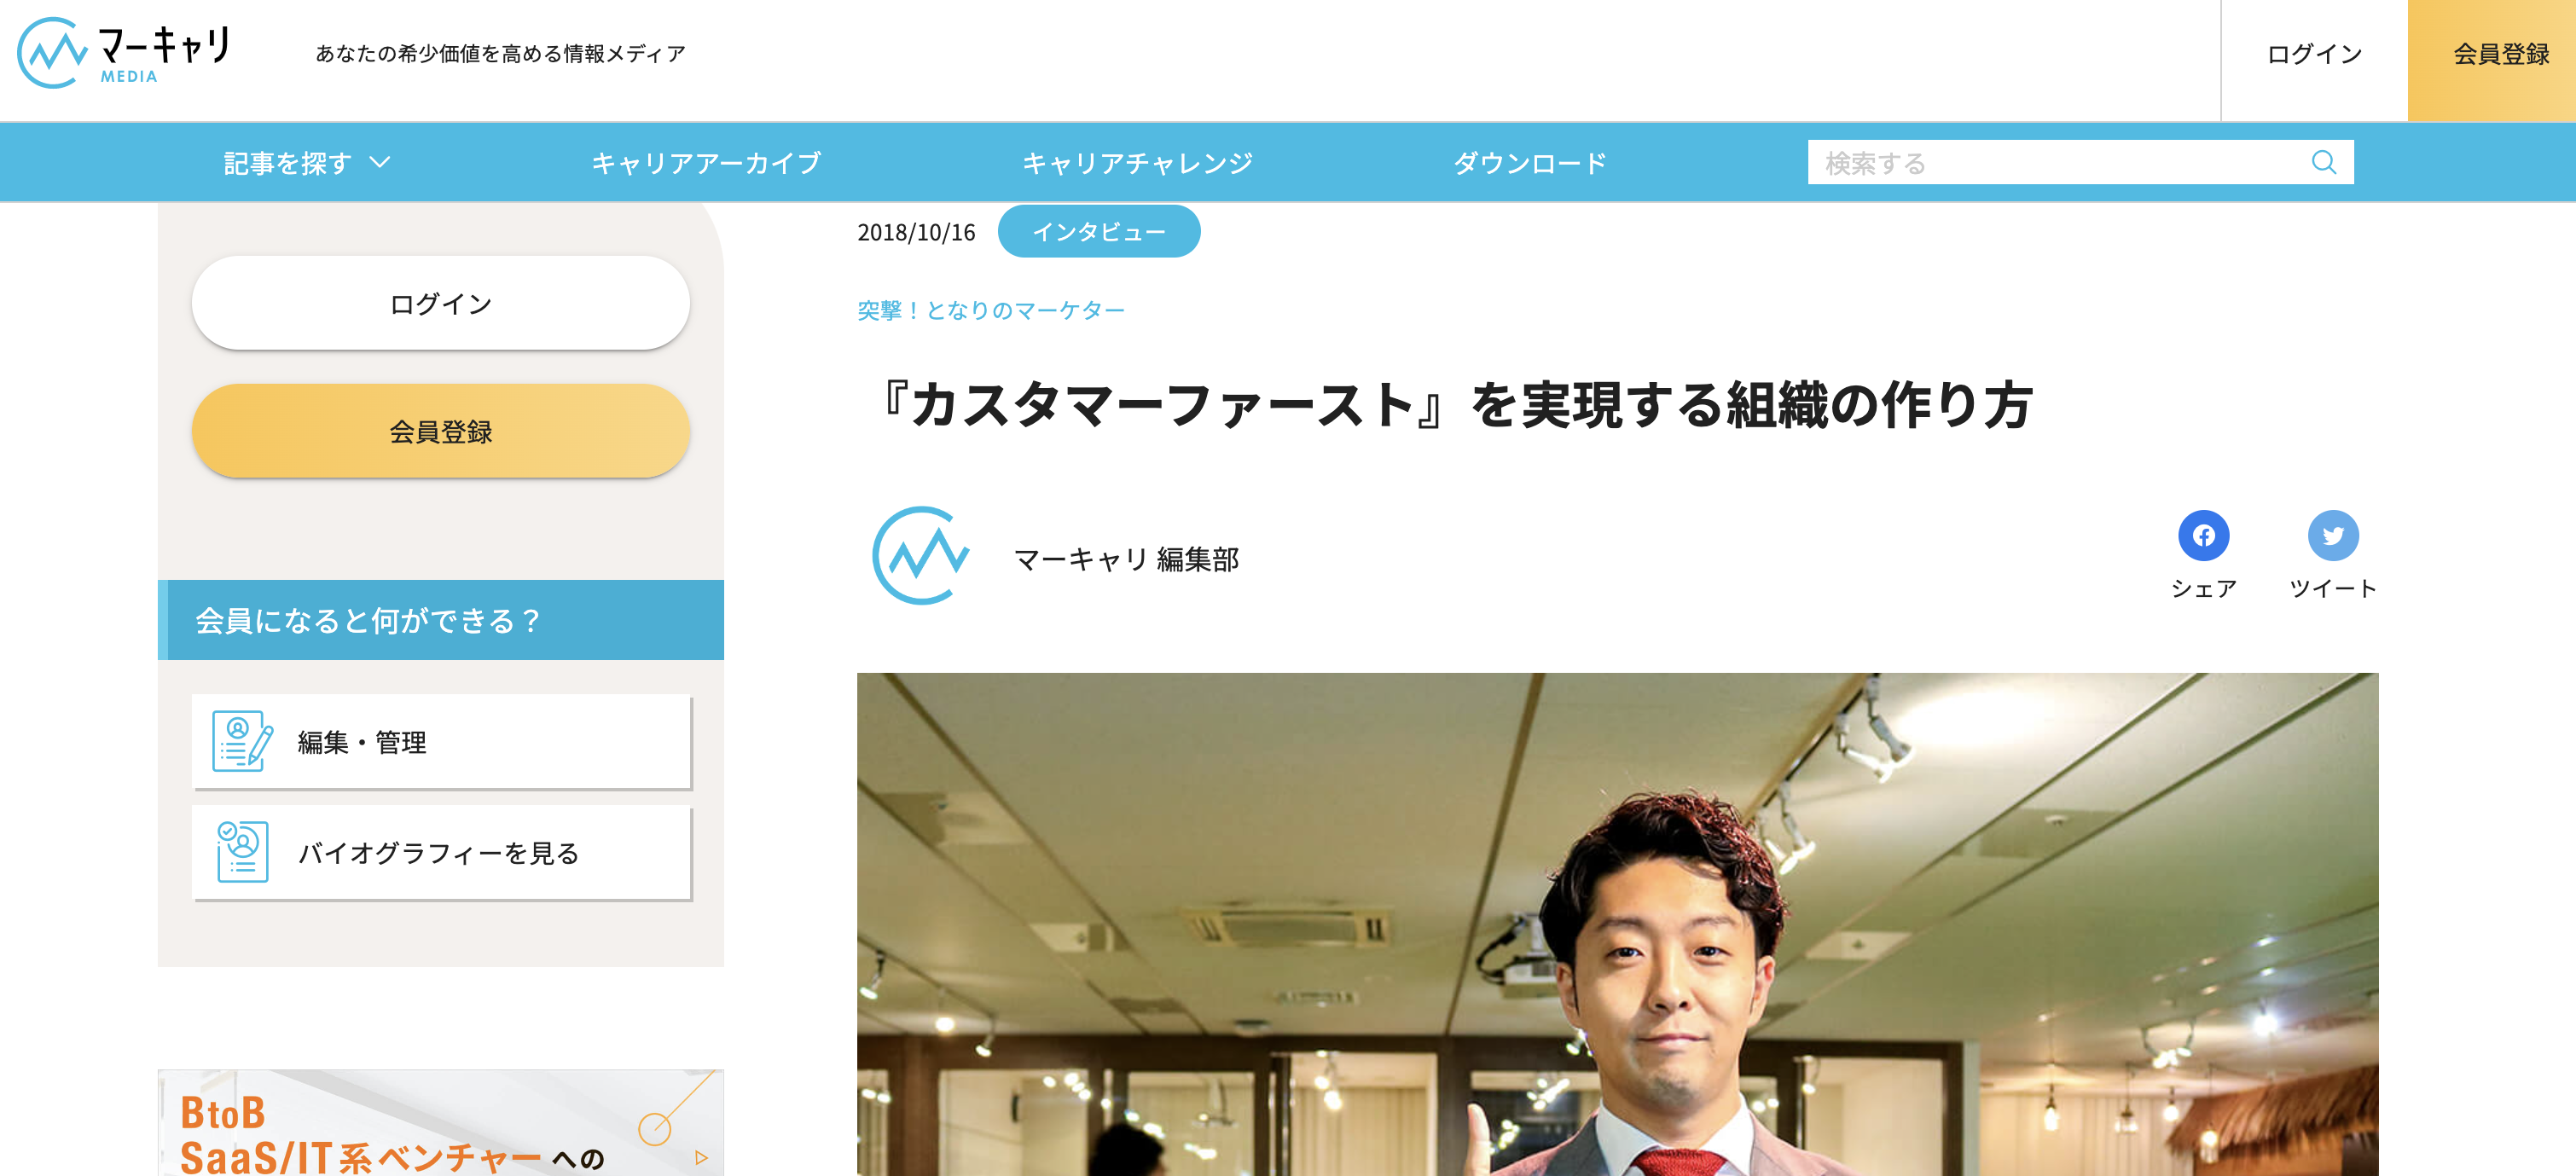 マーキャリ
MEDIA
あなたの希少価値を高める情報メディア
ログイン
会員登録
記事を探す
キャリアアーカイブ
キャリアチャレンジ
ダウンロード
検索する
ログイン
会員登録
会員になると何ができる？
編集・管理
バイオグラフィーを見る
BtoB
SaaS/IT系ベンチャーへの
2018/10/16
インタビュー
突撃！となりのマーケター
『カスタマーファースト』を実現する組織の作り方
マーキャリ 編集部
シェア
ツイート